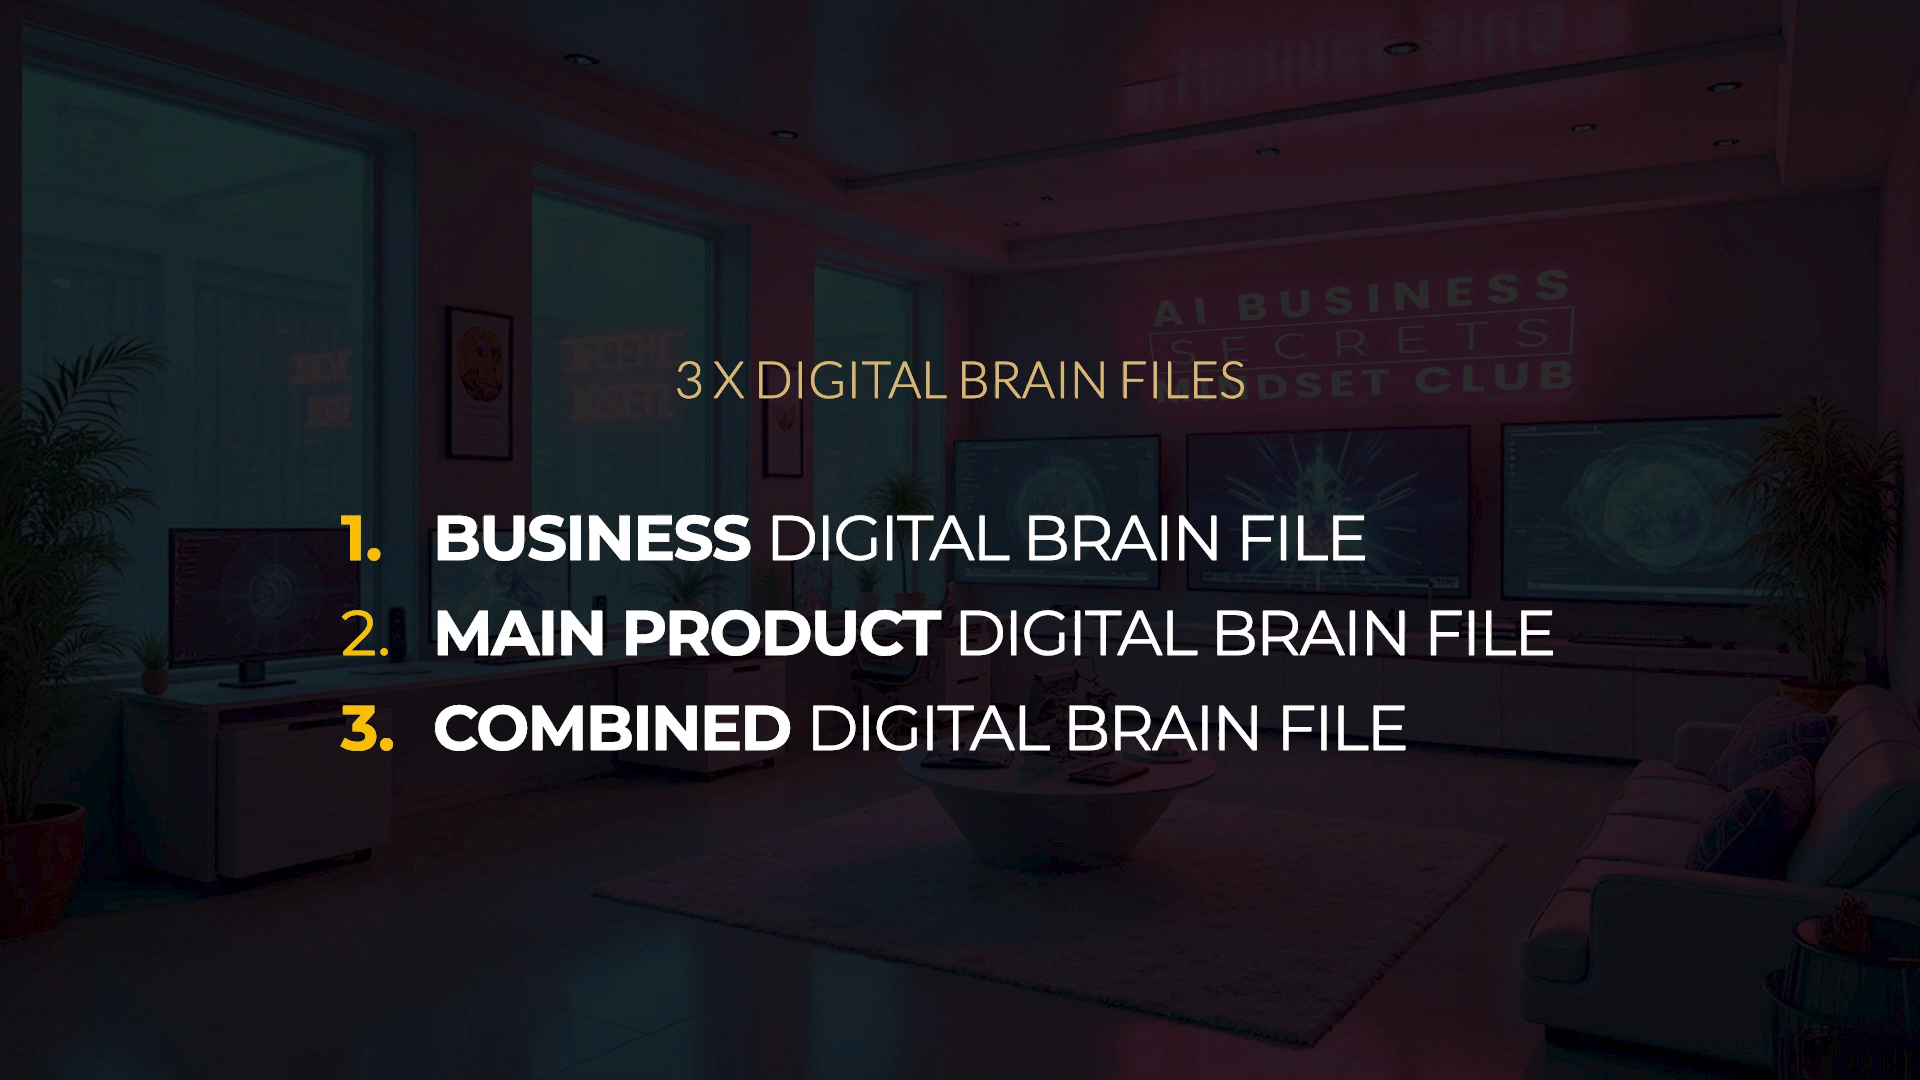 AI BUSINESS
SECRETS
MINDSET CLUB
3 X DIGITAL BRAIN FILES
1. BUSINESS DIGITAL BRAIN FILE
2. MAIN PRODUCT DIGITAL BRAIN FILE
3. COMBINED DIGITAL BRAIN FILE